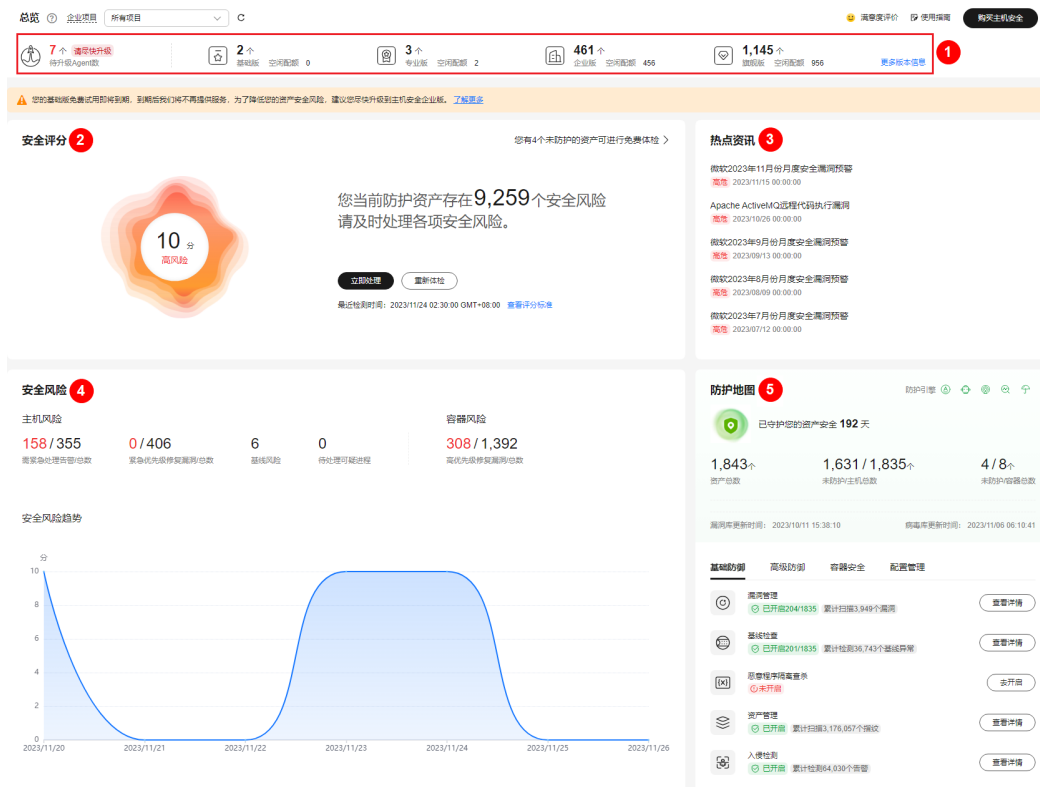 总览 企业项目 所有项目 满意度评价 使用指南 购买主机安全
7 个 请尽快升级
待升级Agent数
2 个
基础版 空闲配额 0
3 个
专业版 空闲配额 2
461 个
企业版 空闲配额 456
1,145 个
旗舰版 空闲配额 956
更多版本信息
1
您的基础版免费试用即将到期，到期后我们将不再提供服务，为了降低您的资产安全风险，建议您尽快升级到主机安全企业版。 了解更多
安全评分 2
您有4个未防护的资产可进行免费体检
10 分
高风险
您当前防护资产存在9,259个安全风险
请及时处理各项安全风险。
立即处理 重新体检
最近检测时间：2023/11/24 02:30:00 GMT+08:00 查看评分标准
热点资讯 3
微软2023年11月份月度安全漏洞预警
高危 2023/11/15 00:00:00
Apache ActiveMQ远程代码执行漏洞
高危 2023/10/26 00:00:00
微软2023年9月份月度安全漏洞预警
高危 2023/09/13 00:00:00
微软2023年8月份月度安全漏洞预警
高危 2023/08/09 00:00:00
微软2023年7月份月度安全漏洞预警
高危 2023/07/12 00:00:00
安全风险 4
主机风险
158/355
需紧急处理告警/总数
0/406
紧急优先级修复漏洞/总数
6
基线风险
0
待处理可疑进程
容器风险
308/1,392
高优先级修复漏洞/总数
安全风险趋势
分
10
8
6
4
2
0
2023/11/20 2023/11/21 2023/11/22 2023/11/23 2023/11/24 2023/11/25 2023/11/26
防护地图 5
防护引擎
已守护您的资产安全 192 天
1,843个
资产总数
1,631/1,835个
未防护/主机总数
4/8个
未防护/容器总数
漏洞库更新时间： 2023/10/11 15:38:10 病毒库更新时间： 2023/11/06 06:10:41
基础防御 高级防御 容器安全 配置管理
漏洞管理
已开启204/1835 累计扫描3,949个漏洞
查看详情
基线检查
已开启201/1835 累计检测36,743个基线异常
查看详情
恶意程序隔离查杀
未开启
去开启
资产管理
已开启 累计扫描3,176,057个指纹
查看详情
入侵检测
已开启 累计检测64,030个告警
查看详情